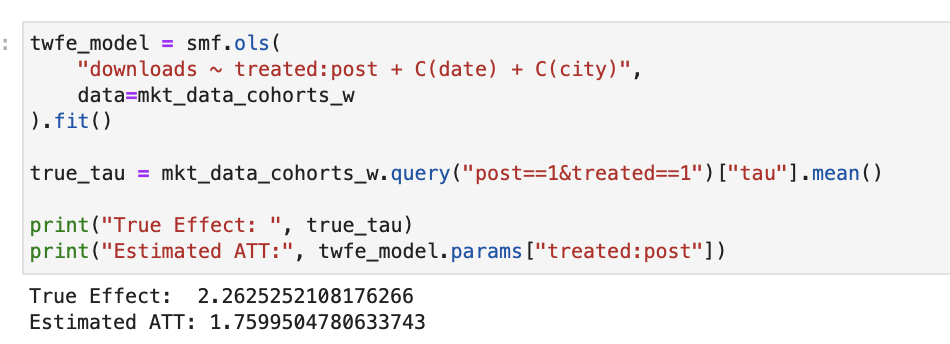 :
twfe_model = smf.ols(
    "downloads ~ treated:post + C(date) + C(city)",
    data=mkt_data_cohorts_w
).fit()
true_tau = mkt_data_cohorts_w.query("post==1&treated==1")["tau"].mean()
print("True Effect: ", true_tau)
print("Estimated ATT:", twfe_model.params["treated:post"])
True Effect:  2.2625252108176266
Estimated ATT: 1.7599504780633743